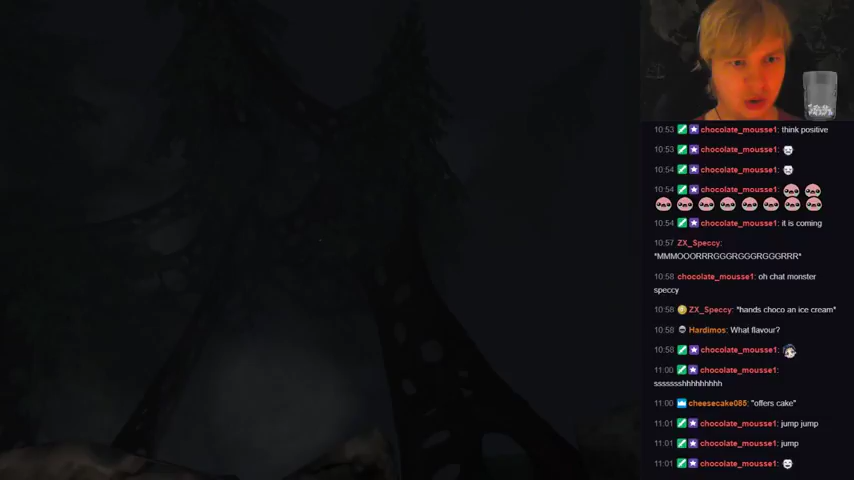 10:53 chocolate_mousse1: think positive
10:53 chocolate_mousse1:
10:54 chocolate_mousse1:
10:54 chocolate_mousse1:
10:54 chocolate_mousse1: it is coming
10:57 ZX_Speccy:
*MMMOOORRRGGGRGGGRGGGRRR*
10:58 chocolate_mousse1: oh chat monster
speccy
10:58 ZX_Speccy: *hands choco an ice cream*
10:58 Hardimos: What flavour?
10:58 chocolate_mousse1:
11:00 chocolate_mousse1:
ssssssshhhhhhhhh
11:00 cheesecake085: "offers cake"
11:01 chocolate_mousse1: jump jump
11:01 chocolate_mousse1: jump
11:01 chocolate_mousse1: